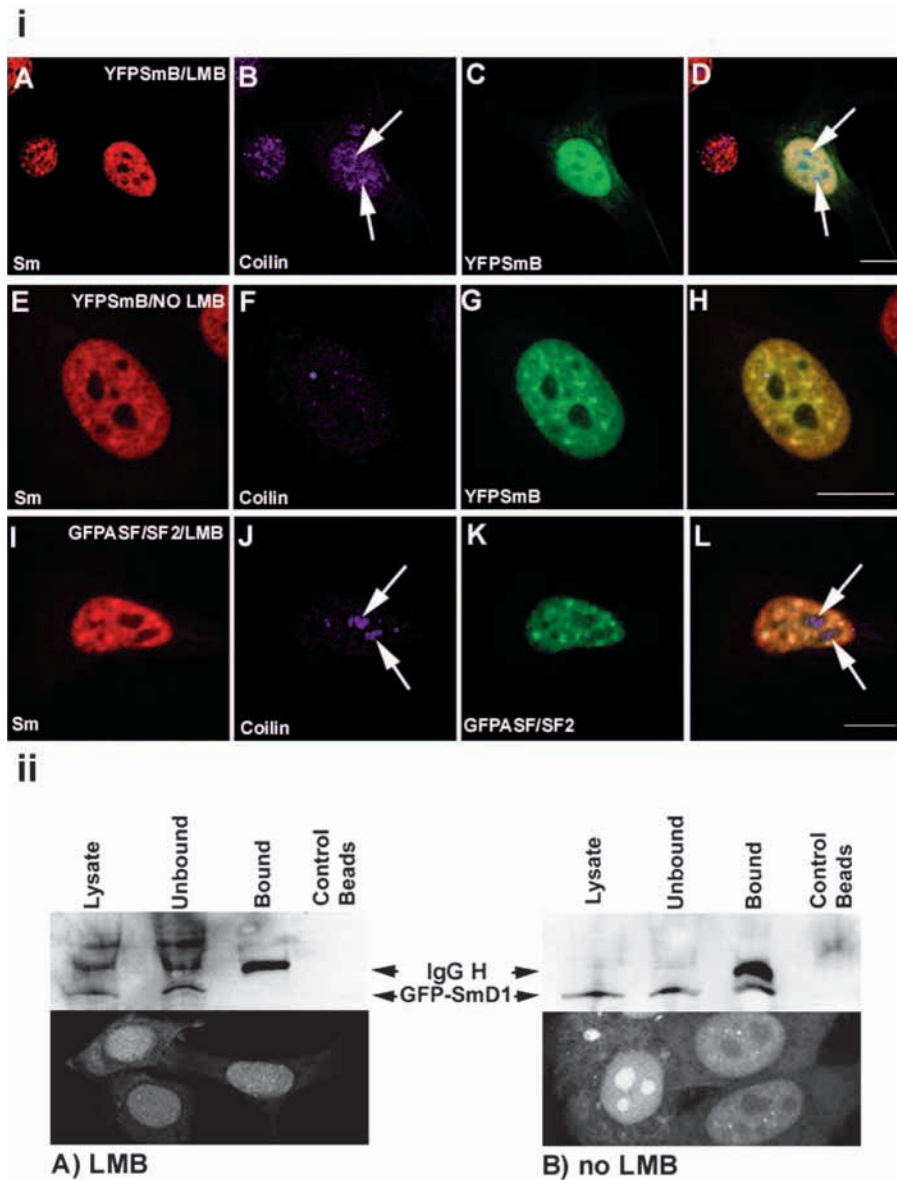 i
A YFPSmB/LMB B C D
Sm Coilin YFPSmB
E YFPSmB/NO LMB F G H
Sm Coilin YFPSmB
I GFPASF/SF2/LMB J K L
Sm Coilin GFPASF/SF2
ii
Lysate Unbound Bound Control Beads Lysate Unbound Bound Control Beads
IgG H
GFP-SmD1
A) LMB B) no LMB